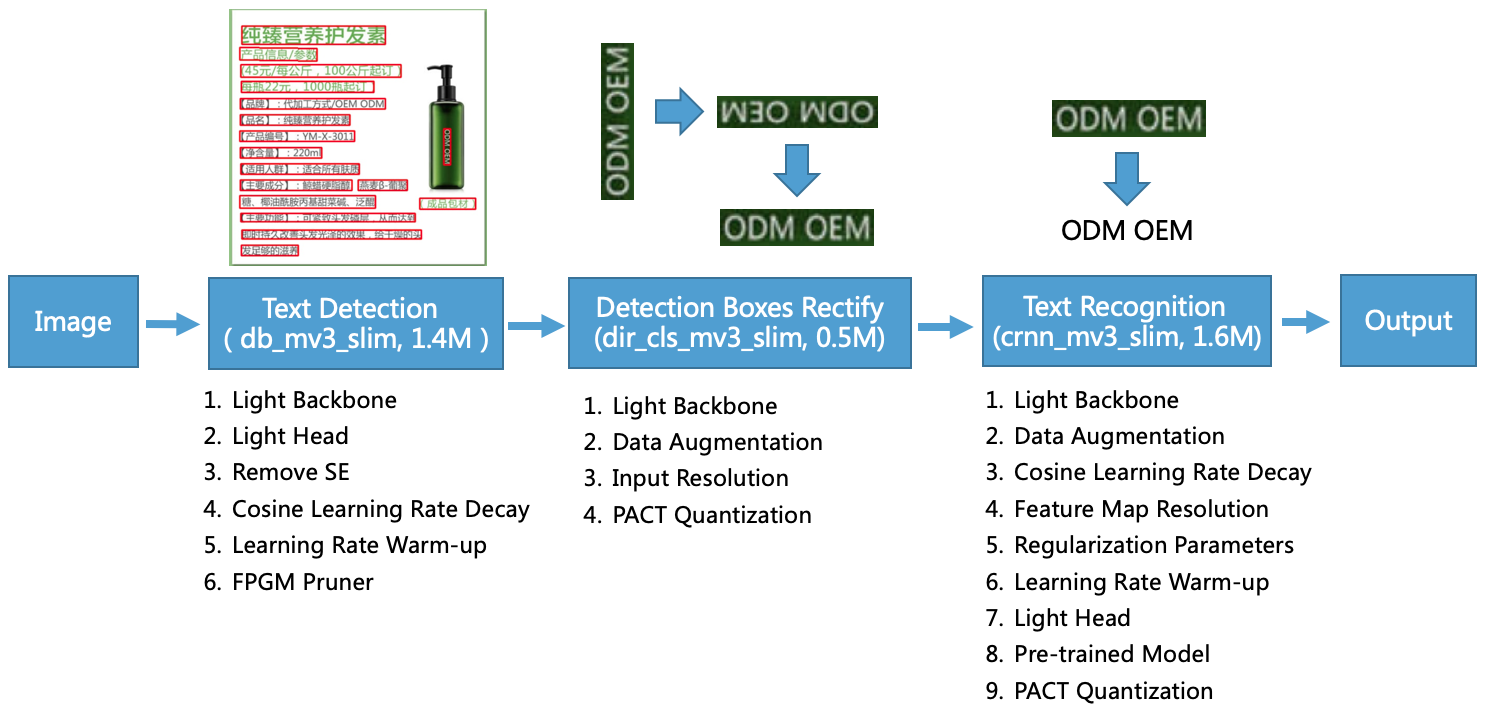 纯臻营养护发素
产品信息/参数
(45元/每公斤，100公斤起订)
每瓶22元，1000瓶起订)
【品牌】：代加工方式/OEM ODM
【品名】：纯臻营养护发素
【产品编号】：YM-X-3011
【净含量】：220ml
【适用人群】：适合所有肤质
【主要成分】：鲸蜡硬脂醇、燕麦β-葡聚
糖、椰油酰胺丙基甜菜碱、泛醌
【主要功能】：可紧致头发磷层，从而达到
即时持久改善头发光泽的效果，给干燥的头
发足够的滋养
ODM OEM
(成品包材)
ODM OEM
ODM OEM
ODM OEM
ODM OEM
ODM OEM
Image
Text Detection
( db_mv3_slim, 1.4M )
Detection Boxes Rectify
(dir_cls_mv3_slim, 0.5M)
Text Recognition
(crnn_mv3_slim, 1.6M)
Output
1. Light Backbone
2. Light Head
3. Remove SE
4. Cosine Learning Rate Decay
5. Learning Rate Warm-up
6. FPGM Pruner
1. Light Backbone
2. Data Augmentation
3. Input Resolution
4. PACT Quantization
1. Light Backbone
2. Data Augmentation
3. Cosine Learning Rate Decay
4. Feature Map Resolution
5. Regularization Parameters
6. Learning Rate Warm-up
7. Light Head
8. Pre-trained Model
9. PACT Quantization